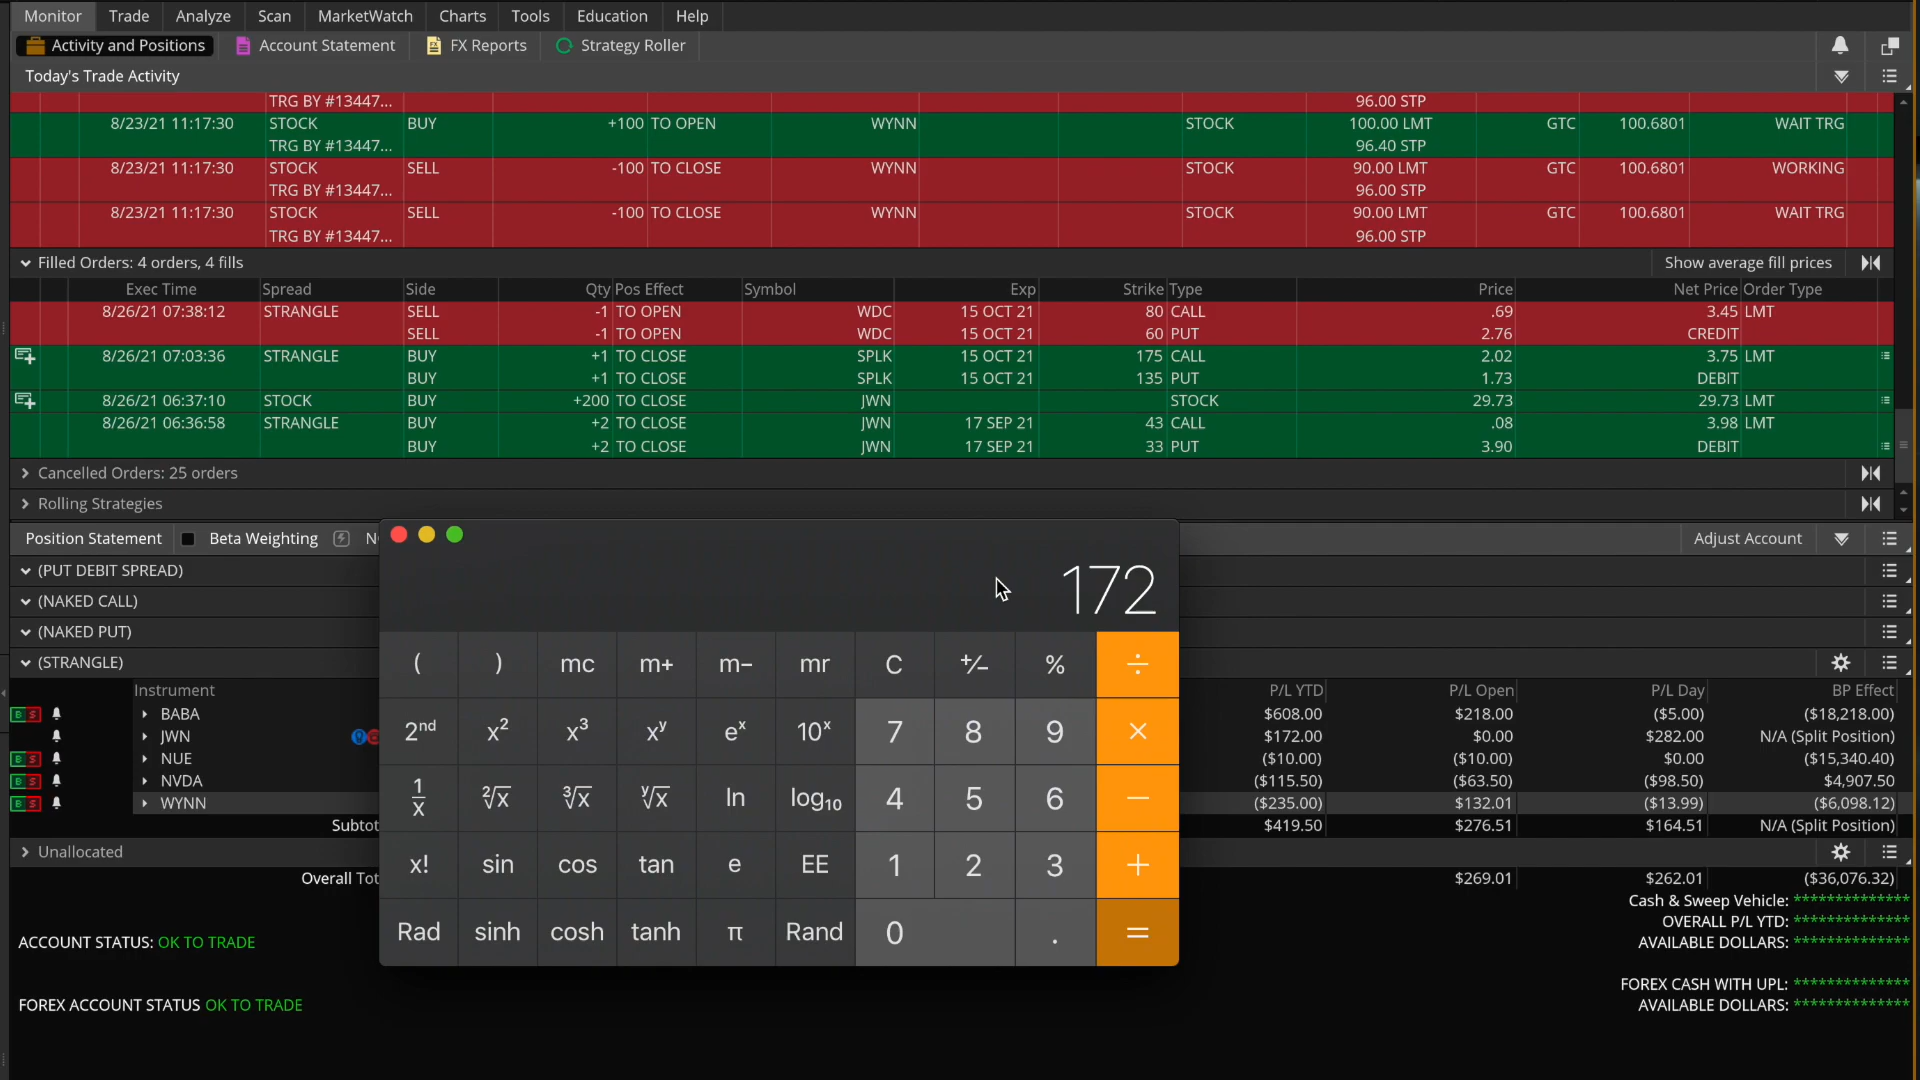 Monitor Trade Analyze Scan MarketWatch Charts Tools Education Help
Activity and Positions Account Statement FX Reports Strategy Roller
Today's Trade Activity
TRG BY #13447... 96.00 STP
8/23/21 11:17:30 STOCK BUY +100 TO OPEN WYNN STOCK 100.00 LMT GTC 100.6801 WAIT TRG
TRG BY #13447... 96.40 STP
8/23/21 11:17:30 STOCK SELL -100 TO CLOSE WYNN STOCK 90.00 LMT GTC 100.6801 WORKING
TRG BY #13447... 96.00 STP
8/23/21 11:17:30 STOCK SELL -100 TO CLOSE WYNN STOCK 90.00 LMT GTC 100.6801 WAIT TRG
TRG BY #13447... 96.00 STP
Filled Orders: 4 orders, 4 fills Show average fill prices
Exec Time Spread Side Qty Pos Effect Symbol Exp Strike Type Price Net Price Order Type
8/26/21 07:38:12 STRANGLE SELL -1 TO OPEN WDC 15 OCT 21 80 CALL .69 3.45 LMT
SELL -1 TO OPEN WDC 15 OCT 21 60 PUT 2.76 CREDIT
8/26/21 07:03:36 STRANGLE BUY +1 TO CLOSE SPLK 15 OCT 21 175 CALL 2.02 3.75 LMT
BUY +1 TO CLOSE SPLK 15 OCT 21 135 PUT 1.73 DEBIT
8/26/21 06:37:10 STOCK BUY +200 TO CLOSE JWN STOCK 29.73 29.73 LMT
8/26/21 06:36:58 STRANGLE BUY +2 TO CLOSE JWN 17 SEP 21 43 CALL .08 3.98 LMT
BUY +2 TO CLOSE JWN 17 SEP 21 33 PUT 3.90 DEBIT
Cancelled Orders: 25 orders
Rolling Strategies
Position Statement Beta Weighting Adjust Account
(PUT DEBIT SPREAD)
(NAKED CALL)
(NAKED PUT)
(STRANGLE)
Instrument P/L YTD P/L Open P/L Day BP Effect
B S BABA $608.00 $218.00 ($5.00) ($18,218.00)
JWN $172.00 $0.00 $282.00 N/A (Split Position)
B S NUE ($10.00) ($10.00) $0.00 ($15,340.40)
B S NVDA ($115.50) ($63.50) ($98.50) $4,907.50
B S WYNN ($235.00) $132.01 ($13.99) ($6,098.12)
Subtot $419.50 $276.51 $164.51 N/A (Split Position)
Unallocated
Overall Tot $269.01 $262.01 ($36,076.32)
Cash & Sweep Vehicle: **************
OVERALL P/L YTD: **************
ACCOUNT STATUS: OK TO TRADE AVAILABLE DOLLARS: **************
FOREX CASH WITH UPL: **************
FOREX ACCOUNT STATUS OK TO TRADE AVAILABLE DOLLARS: **************
172
( ) mc m+ m- mr C +/- % ÷
2nd x² x³ xʸ eˣ 10ˣ 7 8 9 ×
1/x ²√x ³√x ʸ√x ln log₁₀ 4 5 6 −
x! sin cos tan e EE 1 2 3 +
Rad sinh cosh tanh π Rand 0 . =